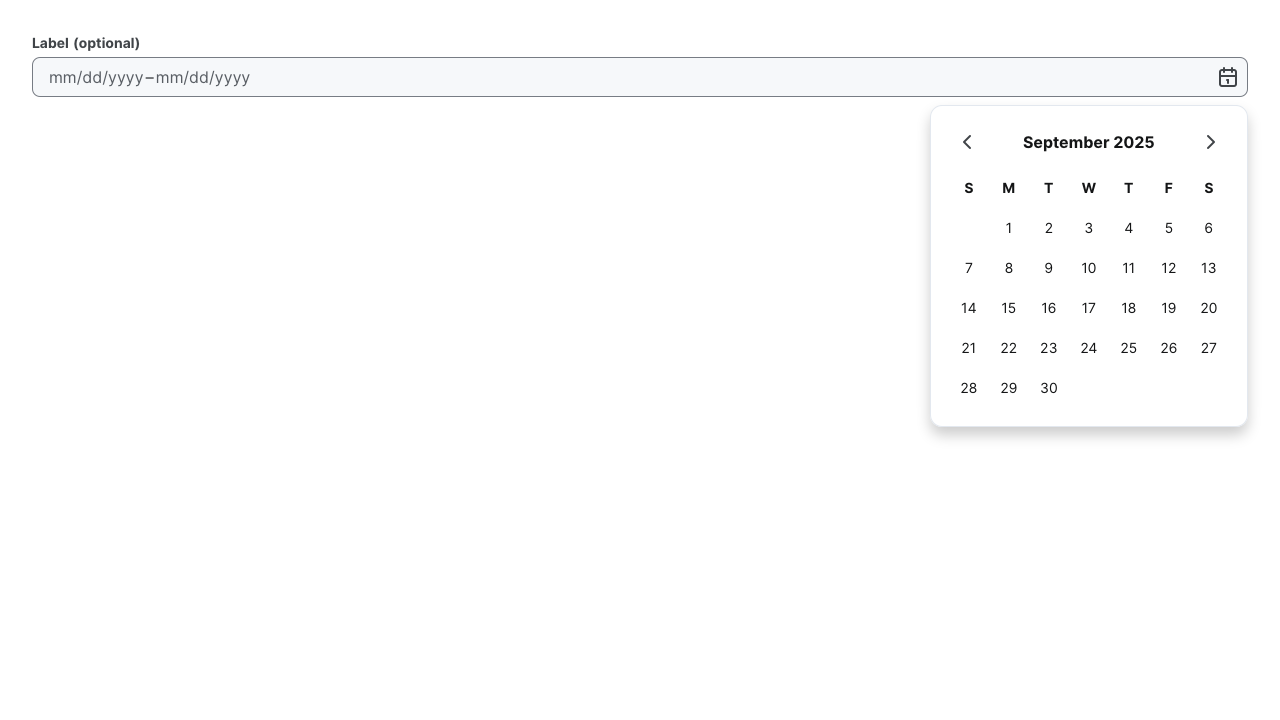 Label (optional)
mm/dd/yyyy–mm/dd/yyyy
September 2025
S M T W T F S
1 2 3 4 5 6
7 8 9 10 11 12 13
14 15 16 17 18 19 20
21 22 23 24 25 26 27
28 29 30